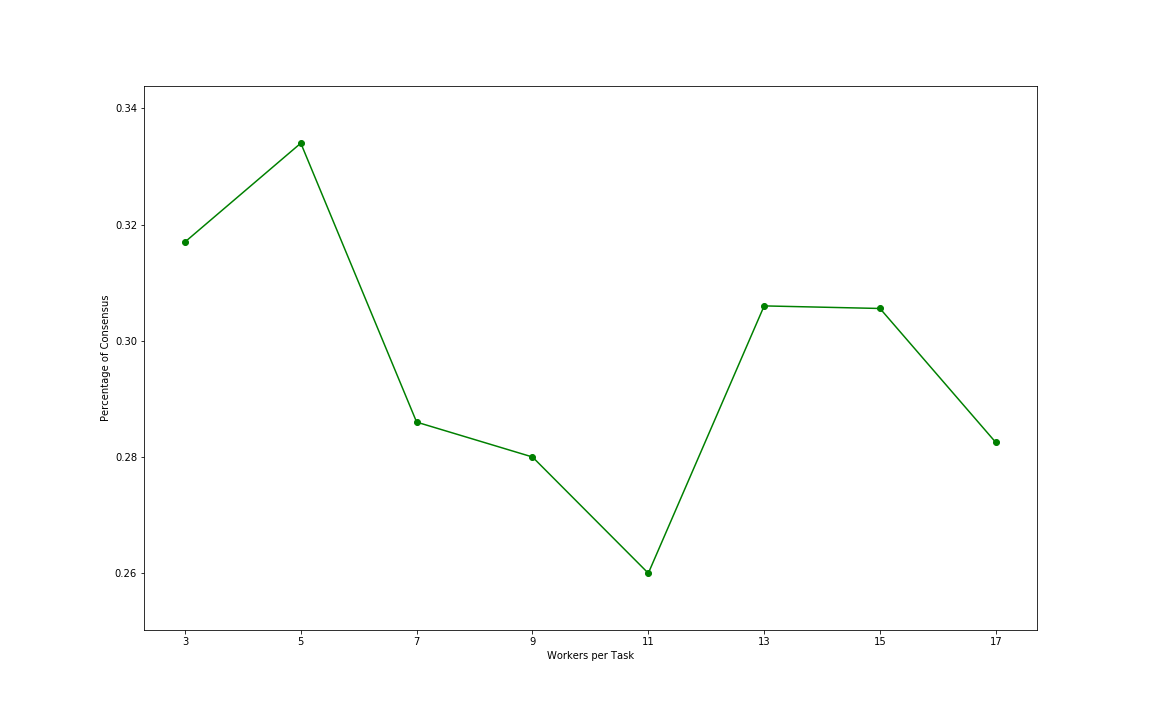 0.34
0.32
0.30
0.28
0.26
Percentage of Consensus
3 5 7 9 11 13 15 17
Workers per Task